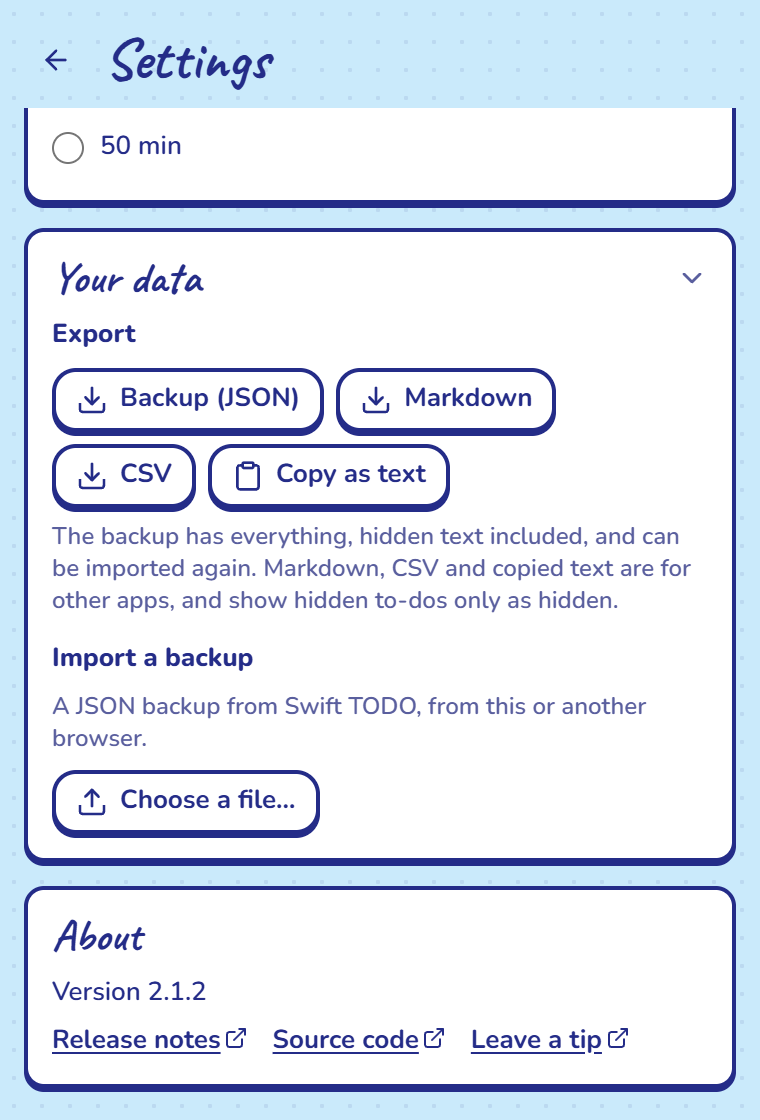 Settings
50 min
Your data
Export
Backup (JSON)
Markdown
CSV
Copy as text
The backup has everything, hidden text included, and can
be imported again. Markdown, CSV and copied text are for
other apps, and show hidden to-dos only as hidden.
Import a backup
A JSON backup from Swift TODO, from this or another
browser.
Choose a file…
About
Version 2.1.2
Release notes
Source code
Leave a tip